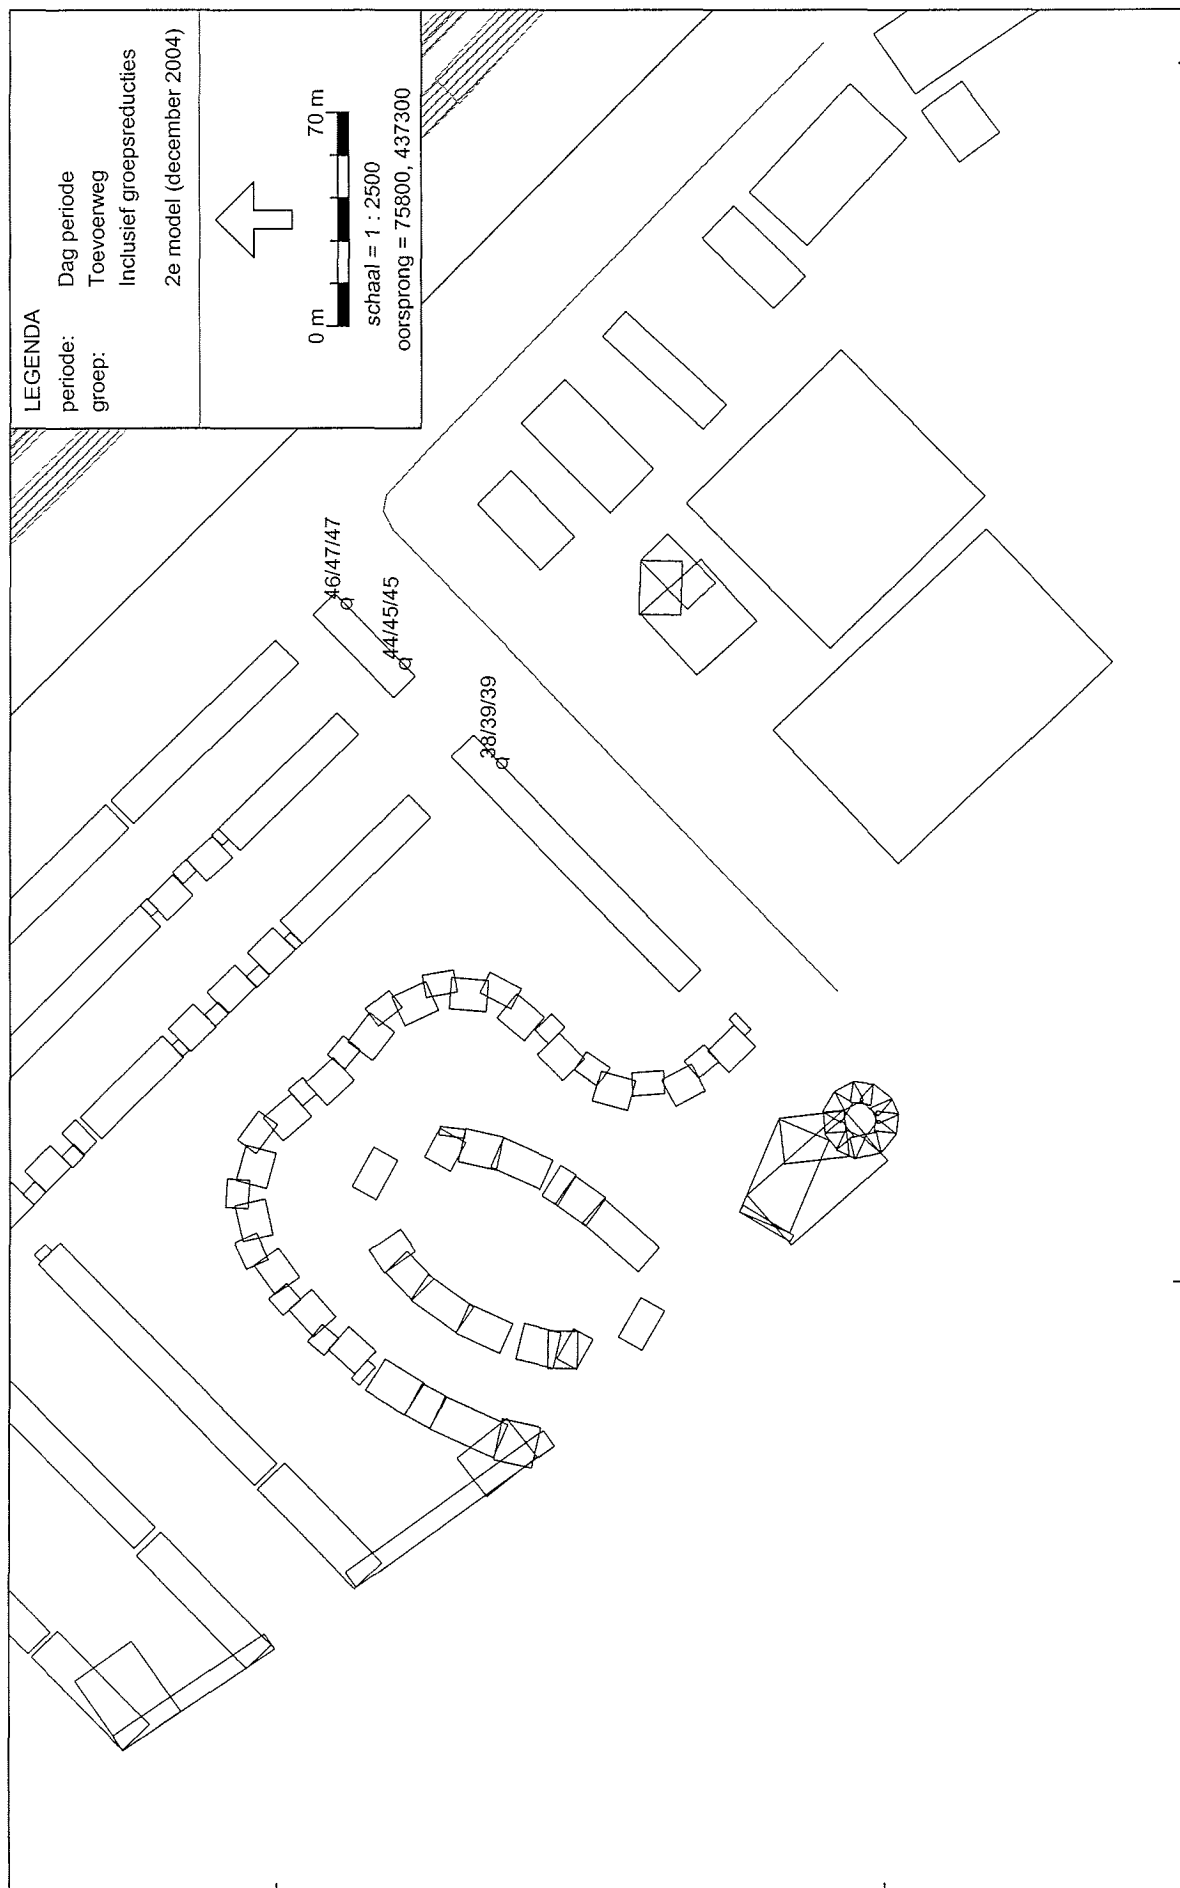 LEGENDA
periode: Dag periode
groep: Toevoerweg
Inclusief groepsreducties
2e model (december 2004)
0 m 70 m
schaal = 1 : 2500
oorsprong = 75800, 437300
46/47/47
44/45/45
38/39/39